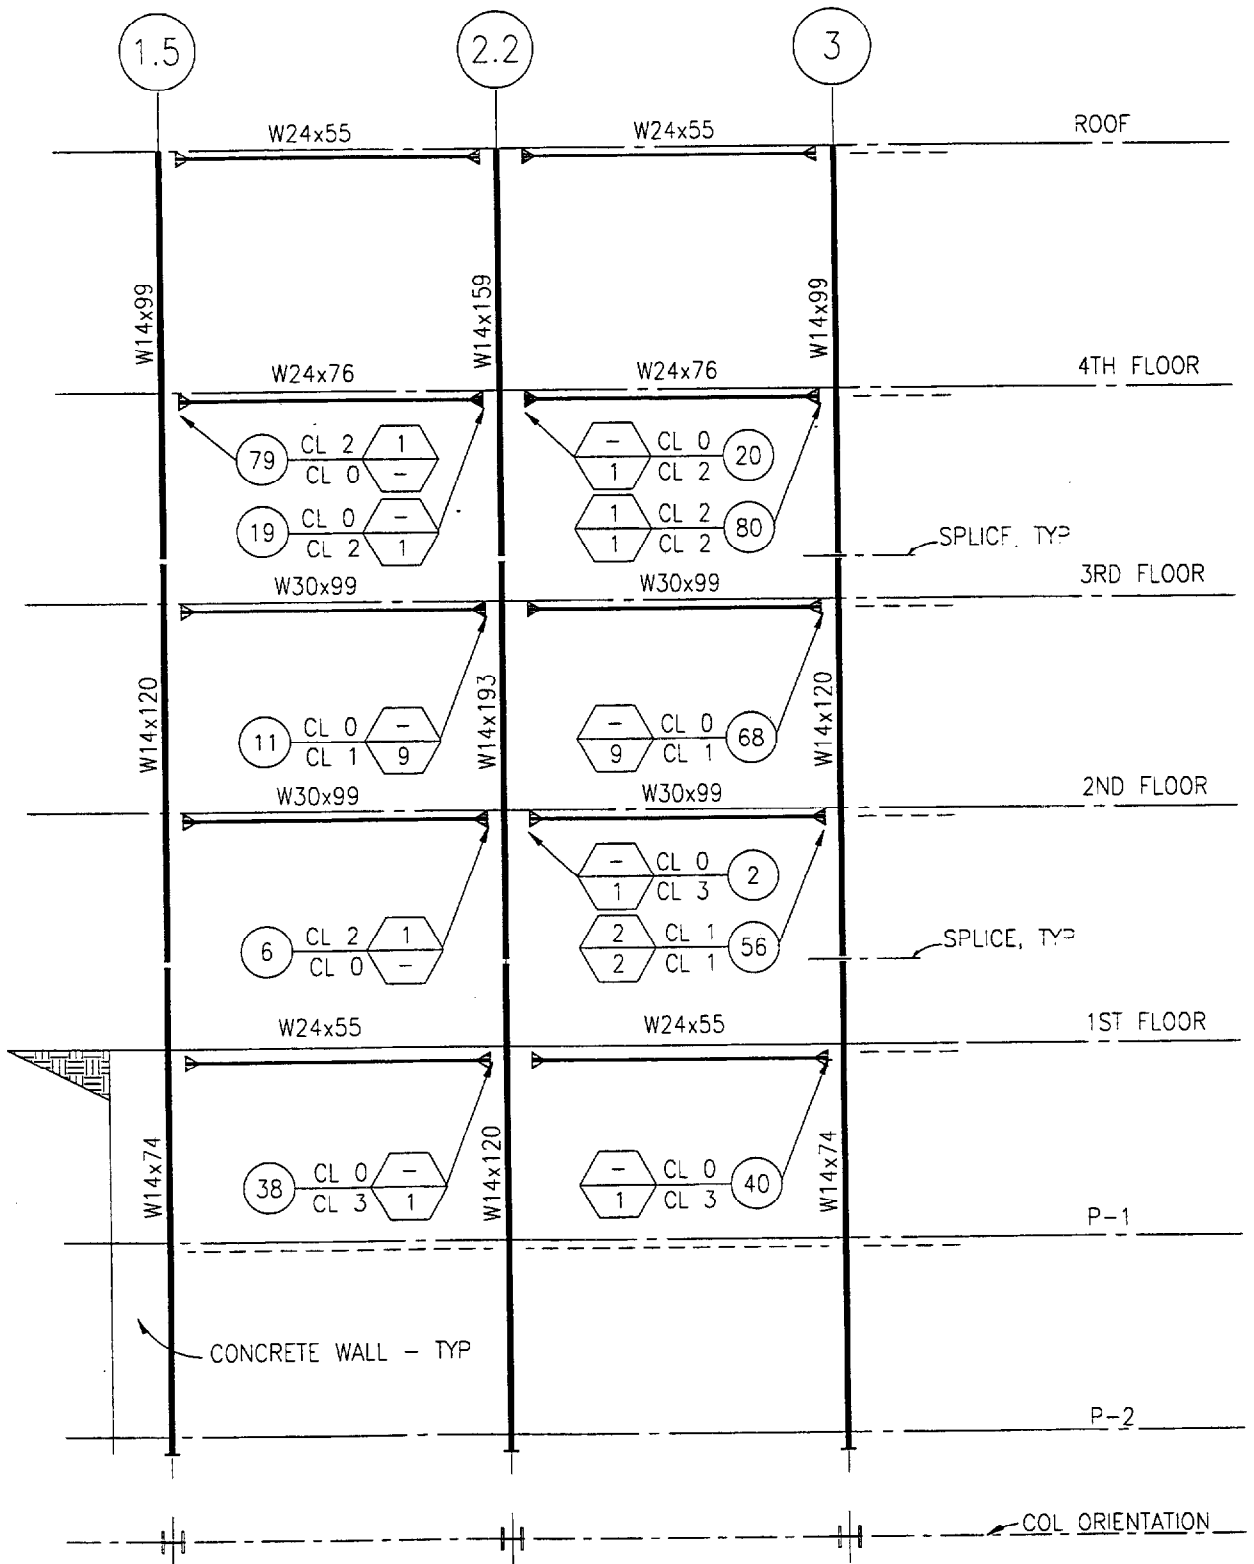 1.5
2.2
3
W24x55
W24x55
ROOF
W14x99
W14x159
W14x99
W24x76
W24x76
4TH FLOOR
79 CL 2 1
CL 0 -
- CL 0 20
1 CL 2
19 CL 0 -
CL 2 1
1 CL 2 80
1 CL 2
SPLICE, TYP
W30x99
W30x99
3RD FLOOR
W14x120
W14x193
W14x120
11 CL 0 -
CL 1 9
- CL 0 68
9 CL 1
W30x99
W30x99
2ND FLOOR
- CL 0 2
1 CL 3
6 CL 2 1
CL 0 -
2 CL 1 56
2 CL 1
SPLICE, TYP
W24x55
W24x55
1ST FLOOR
W14x74
W14x120
W14x74
38 CL 0 -
CL 3 1
- CL 0 40
1 CL 3
P-1
CONCRETE WALL - TYP
P-2
COL ORIENTATION